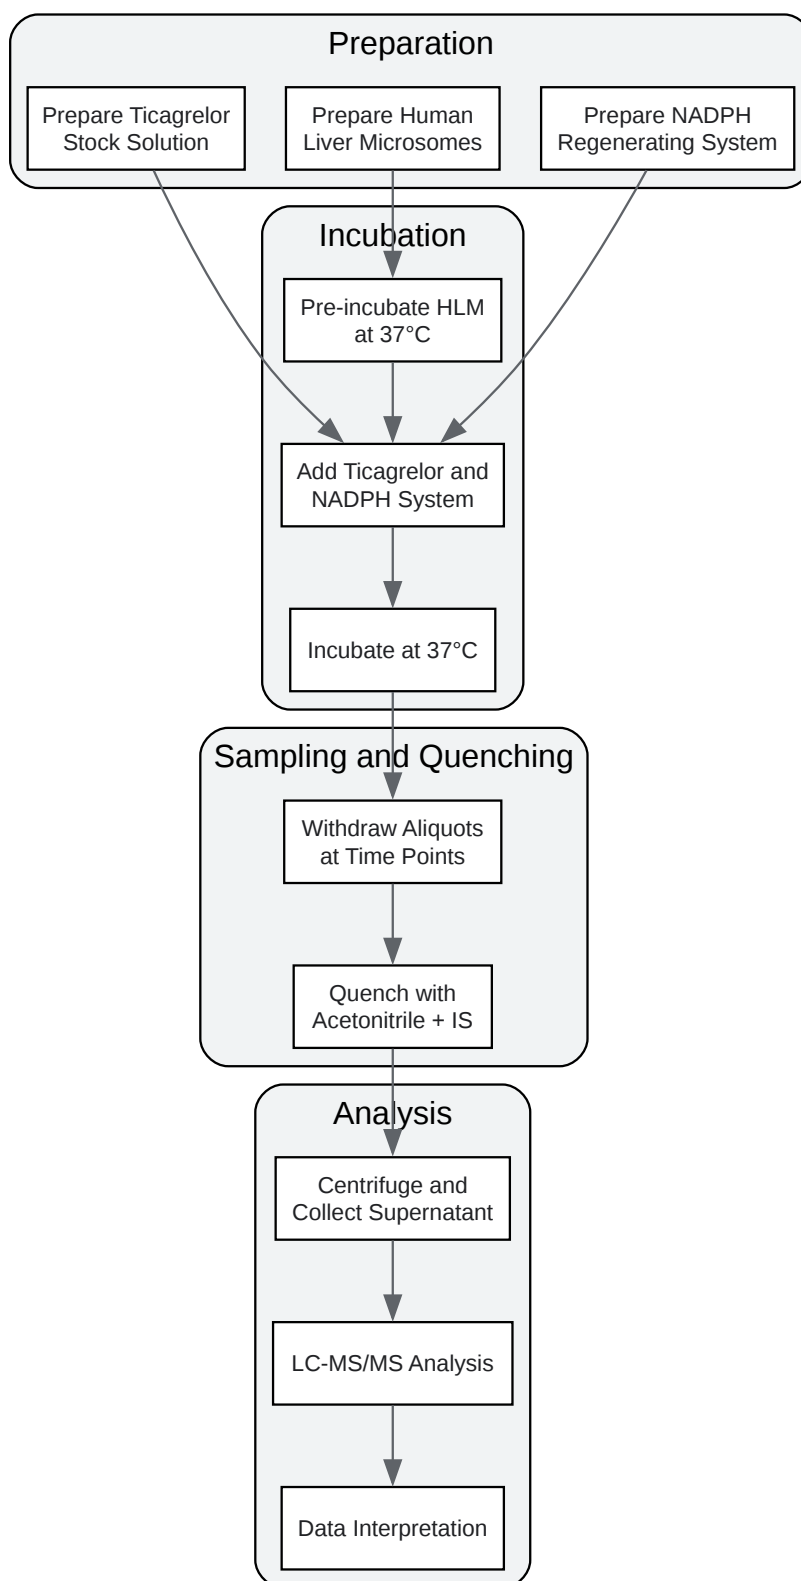 Preparation
Prepare Ticagrelor
Stock Solution
Prepare Human
Liver Microsomes
Prepare NADPH
Regenerating System
Incubation
Pre-incubate HLM
at 37°C
Add Ticagrelor and
NADPH System
Incubate at 37°C
Sampling and Quenching
Withdraw Aliquots
at Time Points
Quench with
Acetonitrile + IS
Analysis
Centrifuge and
Collect Supernatant
LC-MS/MS Analysis
Data Interpretation